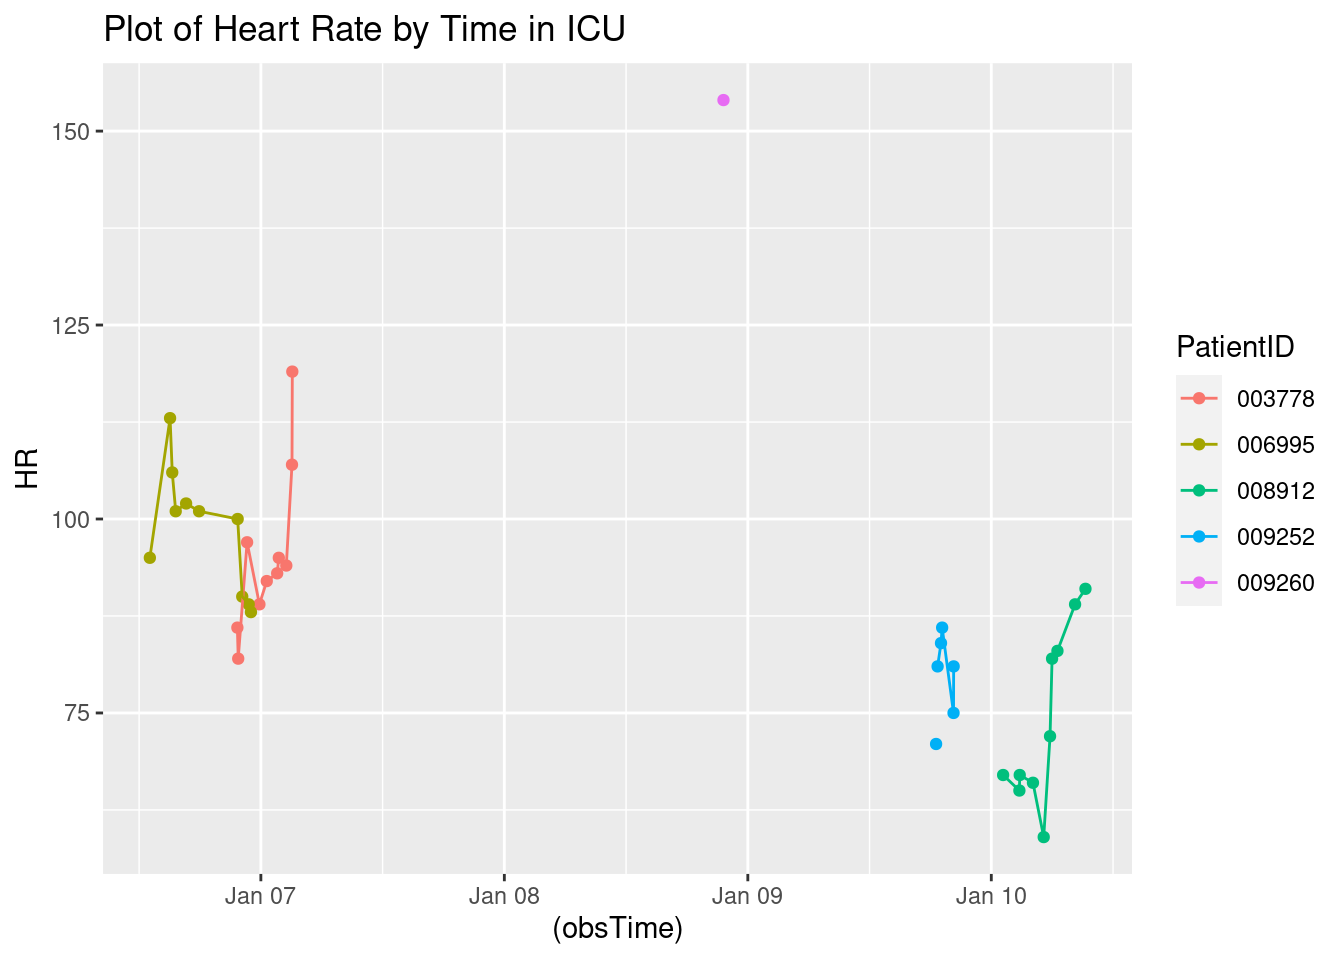 Plot of Heart Rate by Time in ICU
150
125
100
75
HR
Jan 07
Jan 08
Jan 09
Jan 10
(obsTime)
PatientID
003778
006995
008912
009252
009260